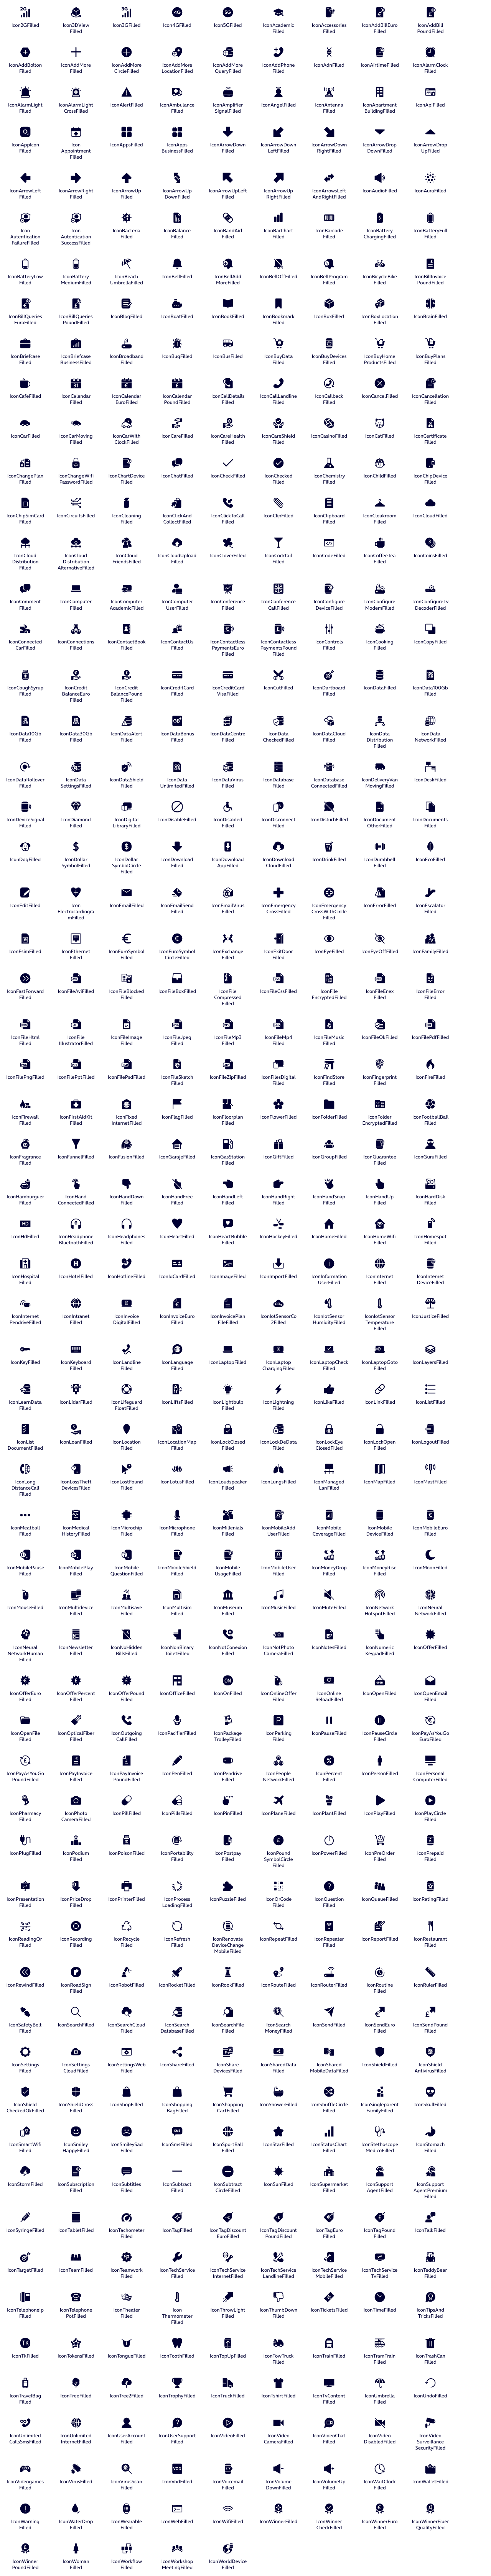 2G 3G 4G 5G
Icon2GFilled Icon3DView Filled Icon3GFilled Icon4GFilled Icon5GFilled IconAcademic Filled IconAccessories Filled IconAddBillEuro Filled IconAddBill PoundFilled
IconAddBolton Filled IconAddMore Filled IconAddMore CircleFilled IconAddMore LocationFilled IconAddMore QueryFilled IconAddPhone Filled IconAdnFilled IconAirtimeFilled IconAlarmClock Filled
IconAlarmLight Filled IconAlarmLight CrossFilled IconAlertFilled IconAmbulance Filled IconAmplifier SignalFilled IconAngelFilled IconAntenna Filled IconApartment BuildingFilled IconApiFilled
IconAppIcon Filled Icon Appointment Filled IconAppsFilled IconApps BusinessFilled IconArrowDown Filled IconArrowDown LeftFilled IconArrowDown RightFilled IconArrowDrop DownFilled IconArrowDrop UpFilled
IconArrowLeft Filled IconArrowRight Filled IconArrowUp Filled IconArrowUp DownFilled IconArrowUpLeft Filled IconArrowUp RightFilled IconArrowsLeft AndRightFilled IconAudioFilled IconAuraFilled
Icon Autentication FailureFilled Icon Autentication SuccessFilled IconBacteria Filled IconBalance Filled IconBandAid Filled IconBarChart Filled IconBarcode Filled IconBattery ChargingFilled IconBatteryFull Filled
IconBatteryLow Filled IconBattery MediumFilled IconBeach UmbrellaFilled IconBellFilled IconBellAdd MoreFilled IconBellOffFilled IconBellProgram Filled IconBicycleBike Filled IconBillInvoice PoundFilled
IconBillQueries EuroFilled IconBillQueries PoundFilled IconBlogFilled IconBoatFilled IconBookFilled IconBookmark Filled IconBoxFilled IconBoxLocation Filled IconBrainFilled
IconBriefcase Filled IconBriefcase BusinessFilled IconBroadband Filled IconBugFilled IconBusFilled IconBuyData Filled IconBuyDevices Filled IconBuyHome ProductsFilled IconBuyPlans Filled
IconCafeFilled IconCalendar Filled IconCalendar EuroFilled IconCalendar PoundFilled IconCallDetails Filled IconCallLandline Filled IconCallback Filled IconCancelFilled IconCancellation Filled
IconCarFilled IconCarMoving Filled IconCarWith ClockFilled IconCareFilled IconCareHealth Filled IconCareShield Filled IconCasinoFilled IconCatFilled IconCertificate Filled
IconChangePlan Filled IconChangeWifi PasswordFilled IconChartDevice Filled IconChatFilled IconCheckFilled IconCheckedFilled IconChemistry Filled IconChildFilled IconChipDevice Filled
IconChipSimCard Filled IconCircuitsFilled IconCleaning Filled IconClickAnd CollectFilled IconClickToCall Filled IconClipFilled IconClipboard Filled IconCloakroom Filled IconCloudFilled
IconCloud Distribution Filled IconCloud Distribution AlternativeFilled IconCloud FriendsFilled IconCloudUpload Filled IconCloverFilled IconCocktail Filled IconCodeFilled IconCoffeeTea Filled IconCoinsFilled
IconComment Filled IconComputer Filled IconComputer AcademicFilled IconComputer UserFilled IconConference Filled IconConference CallFilled IconConfigure DeviceFilled IconConfigure ModemFilled IconConfigureTv DecoderFilled
IconConnected CarFilled IconConnections Filled IconContactBook Filled IconContactUs Filled IconContactless PaymentsEuro Filled IconContactless PaymentsPound Filled IconControls Filled IconCooking Filled IconCopyFilled
IconCoughSyrup Filled IconCredit BalanceEuro Filled IconCredit BalancePound Filled IconCreditCard Filled IconCreditCard VisaFilled IconCutFilled IconDartboard Filled IconDataFilled IconData100Gb Filled
IconData10Gb Filled IconData30Gb Filled IconDataAlert Filled IconDataBonus Filled IconDataCentre Filled IconData CheckedFilled IconDataCloud Filled IconData Distribution Filled IconData NetworkFilled
IconDataRollover Filled IconData SettingsFilled IconDataShield Filled IconData UnlimitedFilled IconDataVirus Filled IconDatabase Filled IconDatabase ConnectedFilled IconDeliveryVan MovingFilled IconDeskFilled
IconDeviceSignal Filled IconDiamond Filled IconDigital LibraryFilled IconDisableFilled IconDisabled Filled IconDisconnect Filled IconDisturbFilled IconDocument OtherFilled IconDocuments Filled
IconDogFilled IconDollar SymbolFilled IconDollar SymbolCircle Filled IconDownload Filled IconDownload AppFilled IconDownload CloudFilled IconDrinkFilled IconDumbbell Filled IconEcoFilled
IconEditFilled Icon Electrocardiogra mFilled IconEmailFilled IconEmailSend Filled IconEmailVirus Filled IconEmergency CrossFilled IconEmergency CrossWithCircle Filled IconErrorFilled IconEscalator Filled
IconEsimFilled IconEthernet Filled IconEuroSymbol Filled IconEuroSymbol CircleFilled IconExchange Filled IconExitDoor Filled IconEyeFilled IconEyeOffFilled IconFamilyFilled
IconFastForward Filled IconFileAviFilled IconFileBlocked Filled IconFileBoxFilled IconFile Compressed Filled IconFileCssFilled IconFile EncryptedFilled IconFileEnex Filled IconFileError Filled
IconFileHtml Filled IconFile IllustratorFilled IconFileImage Filled IconFileJpeg Filled IconFileMp3 Filled IconFileMp4 Filled IconFileMusic Filled IconFileOkFilled IconFilePdfFilled
IconFilePngFilled IconFilePptFilled IconFilePsdFilled IconFileSketch Filled IconFileZipFilled IconFilesDigital Filled IconFindStore Filled IconFingerprint Filled IconFireFilled
IconFirewall Filled IconFirstAidKit Filled IconFixed InternetFilled IconFlagFilled IconFloorplan Filled IconFlowerFilled IconFolderFilled IconFolder EncryptedFilled IconFootballBall Filled
IconFragrance Filled IconFunnelFilled IconFusionFilled IconGarajeFilled IconGasStation Filled IconGiftFilled IconGroupFilled IconGuarantee Filled IconGuruFilled
IconHamburguer Filled IconHand ConnectedFilled IconHandDown Filled IconHandFree Filled IconHandLeft Filled IconHandRight Filled IconHandSnap Filled IconHandUp Filled IconHardDisk Filled
IconHdFilled IconHeadphone BluetoothFilled IconHeadphones Filled IconHeartFilled IconHeartBubble Filled IconHockeyFilled IconHomeFilled IconHomeWifi Filled IconHomespot Filled
IconHospital Filled IconHotelFilled IconHotlineFilled IconIdCardFilled IconImageFilled IconImportFilled IconInformation UserFilled IconInternet Filled IconInternet DeviceFilled
IconInternet PendriveFilled IconIntranet Filled IconInvoice DigitalFilled IconInvoiceEuro Filled IconInvoicePlan FileFilled IconIotSensorCo 2Filled IconIotSensor HumidityFilled IconIotSensor Temperature Filled IconJusticeFilled
IconKeyFilled IconKeyboard Filled IconLandline Filled IconLanguage Filled IconLaptopFilled IconLaptop ChargingFilled IconLaptopCheck Filled IconLaptopGoto Filled IconLayersFilled
IconLearnData Filled IconLidarFilled IconLifeguard FloatFilled IconLiftsFilled IconLightbulb Filled IconLightning Filled IconLikeFilled IconLinkFilled IconListFilled
IconList DocumentFilled IconLoanFilled IconLocation Filled IconLocationMap Filled IconLockClosed Filled IconLockDeData Filled IconLockEye ClosedFilled IconLockOpen Filled IconLogoutFilled
IconLong DistanceCall Filled IconLossTheft DevicesFilled IconLostFound Filled IconLotusFilled IconLoudspeaker Filled IconLungsFilled IconManaged LanFilled IconMapFilled IconMastFilled
IconMeatball Filled IconMedical HistoryFilled IconMicrochip Filled IconMicrophone Filled IconMillenials Filled IconMobileAdd UserFilled IconMobile CoverageFilled IconMobile DeviceFilled IconMobileEuro Filled
IconMobilePause Filled IconMobilePlay Filled IconMobile QuestionFilled IconMobileShield Filled IconMobile UsageFilled IconMobileUser Filled IconMoneyDrop Filled IconMoneyRise Filled IconMoonFilled
IconMouseFilled IconMultidevice Filled IconMultisave Filled IconMultisim Filled IconMuseum Filled IconMusicFilled IconMuteFilled IconNetwork HotspotFilled IconNeural NetworkFilled
IconNeural NetworkHuman Filled IconNewsletter Filled IconNoHidden BillsFilled IconNonBinary ToiletFilled IconNotConexion Filled IconNotPhoto CameraFilled IconNotesFilled IconNumeric KeypadFilled IconOfferFilled
IconOfferEuro Filled IconOfferPercent Filled IconOfferPound Filled IconOfficeFilled IconOnFilled IconOnlineOffer Filled IconOnline ReloadFilled IconOpenFilled IconOpenEmail Filled
IconOpenFile Filled IconOpticalFiber Filled IconOutgoing CallFilled IconPacifierFilled IconPackage TrolleyFilled IconParking Filled IconPauseFilled IconPauseCircle Filled IconPayAsYouGo EuroFilled
IconPayAsYouGo PoundFilled IconPayInvoice Filled IconPayInvoice PoundFilled IconPenFilled IconPendrive Filled IconPeople NetworkFilled IconPercent Filled IconPersonFilled IconPersonal ComputerFilled
IconPharmacy Filled IconPhoto CameraFilled IconPillFilled IconPillsFilled IconPinFilled IconPlaneFilled IconPlantFilled IconPlayFilled IconPlayCircle Filled
IconPlugFilled IconPodium Filled IconPoisonFilled IconPortability Filled IconPostpay Filled IconPound SymbolCircle Filled IconPowerFilled IconPreOrder Filled IconPrepaid Filled
IconPresentation Filled IconPriceDrop Filled IconPrinterFilled IconProcess LoadingFilled IconPuzzleFilled IconQrCode Filled IconQuestion Filled IconQueueFilled IconRatingFilled
IconReadingQr Filled IconRecording Filled IconRecycle Filled IconRefresh Filled IconRenovate DeviceChange MobileFilled IconRepeatFilled IconRepeater Filled IconReportFilled IconRestaurant Filled
IconRewindFilled IconRoadSign Filled IconRobotFilled IconRocketFilled IconRookFilled IconRouteFilled IconRouterFilled IconRoutine Filled IconRulerFilled
IconSafetyBelt Filled IconSearchFilled IconSearchCloud Filled IconSearch DatabaseFilled IconSearchFile Filled IconSearch MoneyFilled IconSendFilled IconSendEuro Filled IconSendPound Filled
IconSettings Filled IconSettings CloudFilled IconSettingsWeb Filled IconShareFilled IconShare DevicesFilled IconSharedData Filled IconShared MobileDataFilled IconShieldFilled IconShield AntivirusFilled
IconShield CheckedOkFilled IconShieldCross Filled IconShopFilled IconShopping BagFilled IconShopping CartFilled IconShowerFilled IconShuffleCircle Filled IconSingleparent FamilyFilled IconSkullFilled
IconSmartWifi Filled IconSmiley HappyFilled IconSmileySad Filled IconSmsFilled IconSportBall Filled IconStarFilled IconStatusChart Filled IconStethoscope MedicoFilled IconStomach Filled
IconStormFilled IconSubscription Filled IconSubtitles Filled IconSubtract Filled IconSubtract CircleFilled IconSunFilled IconSupermarket Filled IconSupport AgentFilled IconSupport AgentPremium Filled
IconSyringeFilled IconTabletFilled IconTachometer Filled IconTagFilled IconTagDiscount EuroFilled IconTagDiscount PoundFilled IconTagEuro Filled IconTagPound Filled IconTalkFilled
IconTargetFilled IconTeamFilled IconTeamwork Filled IconTechService Filled IconTechService InternetFilled IconTechService LandlineFilled IconTechService MobileFilled IconTechService TvFilled IconTeddyBear Filled
IconTelephonelp Filled IconTelephone PotFilled IconTheater Filled Icon Thermometer Filled IconThrowLight Filled IconThumbDown Filled IconTicketsFilled IconTimeFilled IconTipsAnd TricksFilled
IconTkFilled IconTokensFilled IconTongueFilled IconToothFilled IconTopUpFilled IconTowTruck Filled IconTrainFilled IconTramTrain Filled IconTrashCan Filled
IconTravelBag Filled IconTreeFilled IconTree2Filled IconTrophyFilled IconTruckFilled IconTshirtFilled IconTvContent Filled IconUmbrella Filled IconUndoFilled
IconUnlimited CallsSmsFilled IconUnlimited InternetFilled IconUserAccount Filled IconUserSupport Filled IconVideoFilled IconVideo CameraFilled IconVideoChat Filled IconVideo DisabledFilled IconVideo Surveillance SecurityFilled
IconVideogames Filled IconVirusFilled IconVirusScan Filled IconVodFilled IconVoicemail Filled IconVolume DownFilled IconVolumeUp Filled IconWaitClock Filled IconWalletFilled
IconWarning Filled IconWaterDrop Filled IconWearable Filled IconWebFilled IconWifiFilled IconWinnerFilled IconWinner CheckFilled IconWinnerEuro Filled IconWinnerFiber QualityFilled
IconWinner PoundFilled IconWoman Filled IconWorkflow Filled IconWorkshop MeetingFilled IconWorldDevice Filled